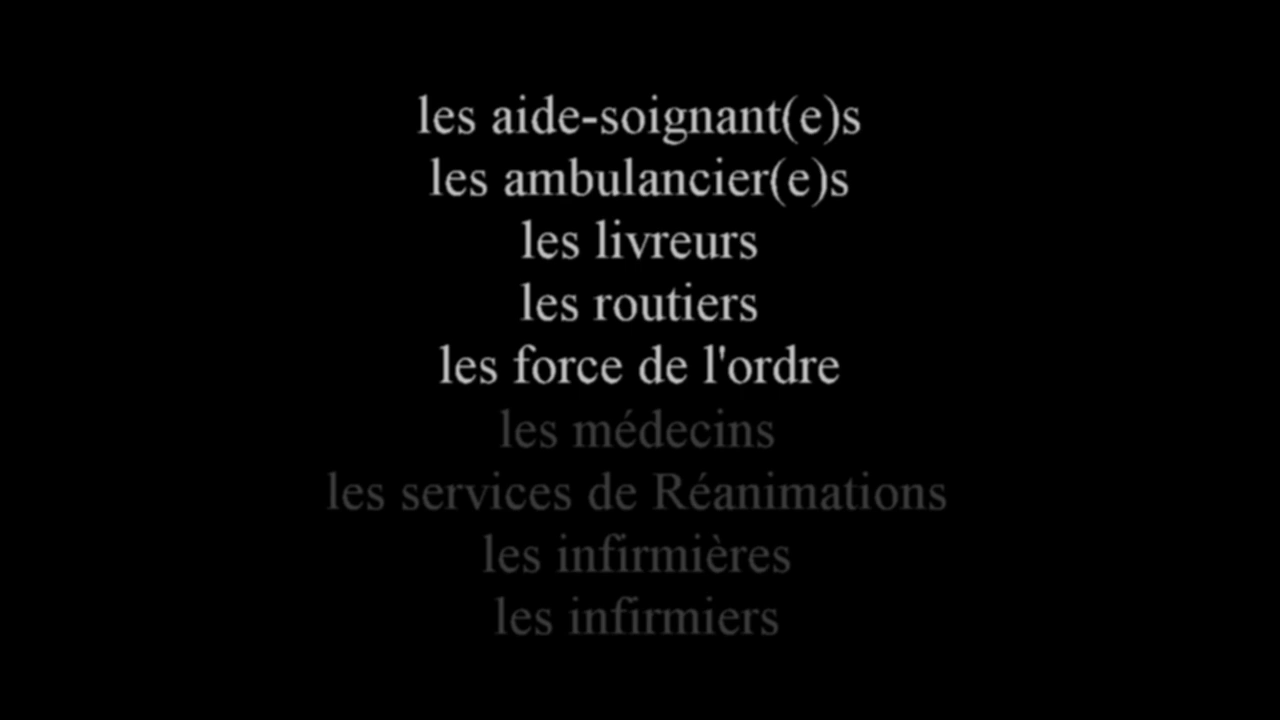 les aide-soignant(e)s
les ambulancier(e)s
les livreurs
les routiers
les force de l'ordre
les médecins
les services de Réanimations
les infirmières
les infirmiers